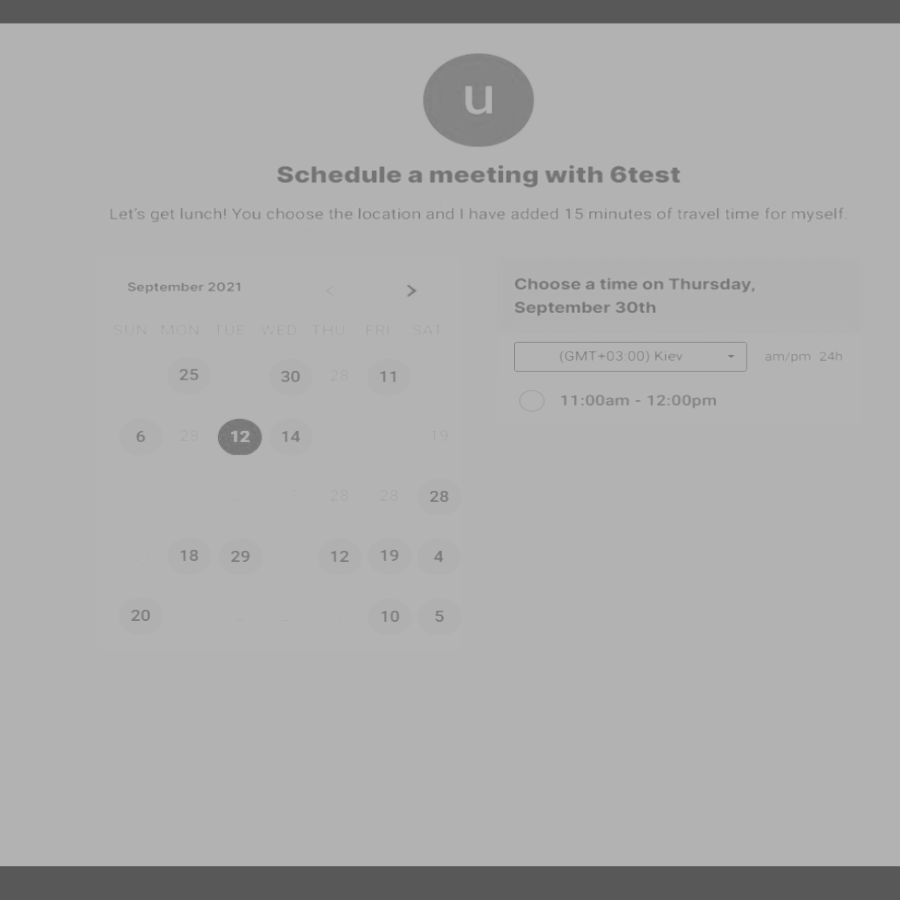 u
Schedule a meeting with 6test
Let's get lunch! You choose the location and I have added 15 minutes of travel time for myself.
September 2021 < >
SUN MON TUE WED THU FRI SAT
25 30 28 11
6 28 12 14 19
28 28 28
18 29 12 19 4
20 10 5
Choose a time on Thursday,
September 30th
(GMT+03:00) Kiev am/pm 24h
11:00am - 12:00pm